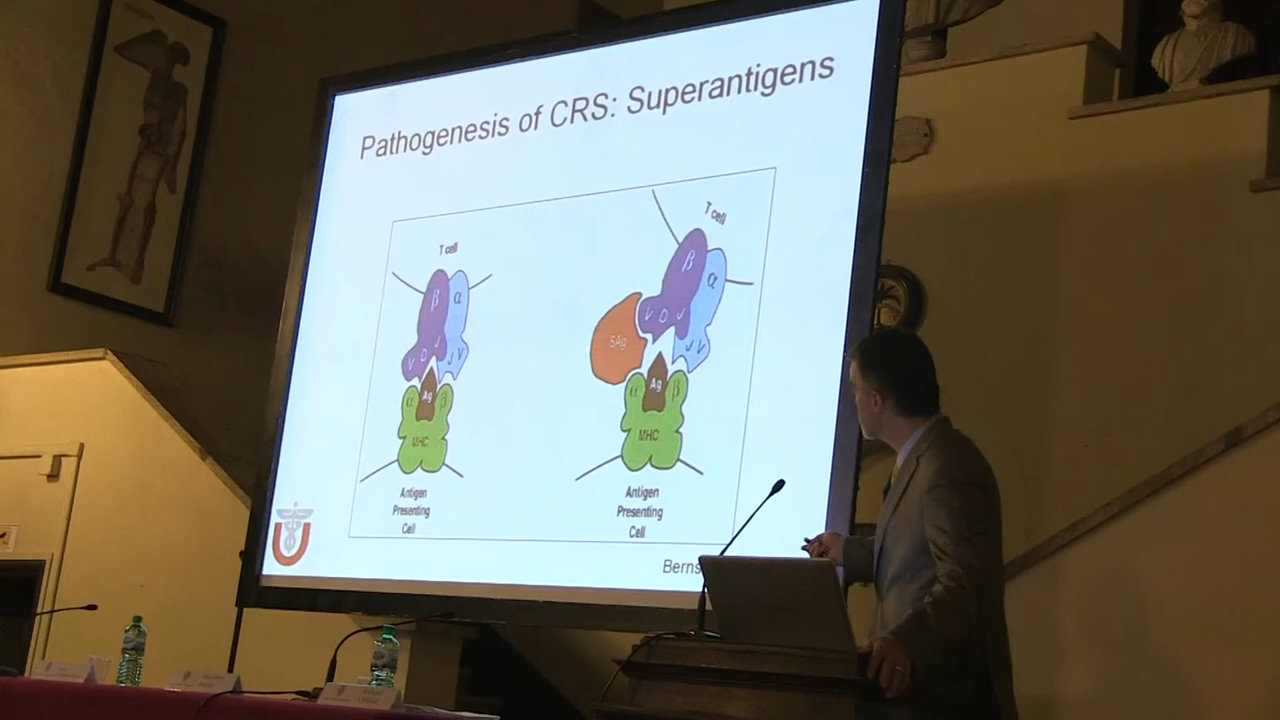 Pathogenesis of CRS: Superantigens
T cell
β α
V D J J V
Ag
α β
MHC
Antigen
Presenting
Cell
T cell
β α
SAg
V D J J V
Ag
α β
MHC
Antigen
Presenting
Cell
U
Berns